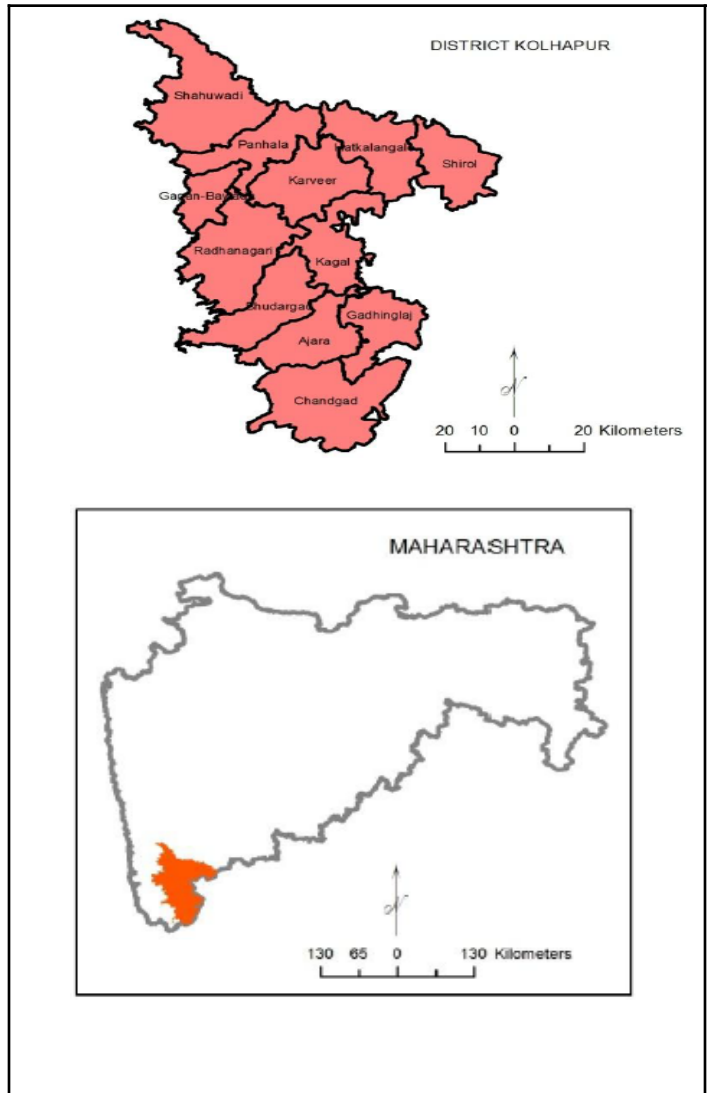 DISTRICT KOLHAPUR
Shahuwadi
Panhala
Shirol
Karveer
Radhanagari
Kagal
Gadhinglaj
Ajara
Chandgad
N
20 10 0 20 Kilometers
MAHARASHTRA
N
130 65 0 130 Kilometers